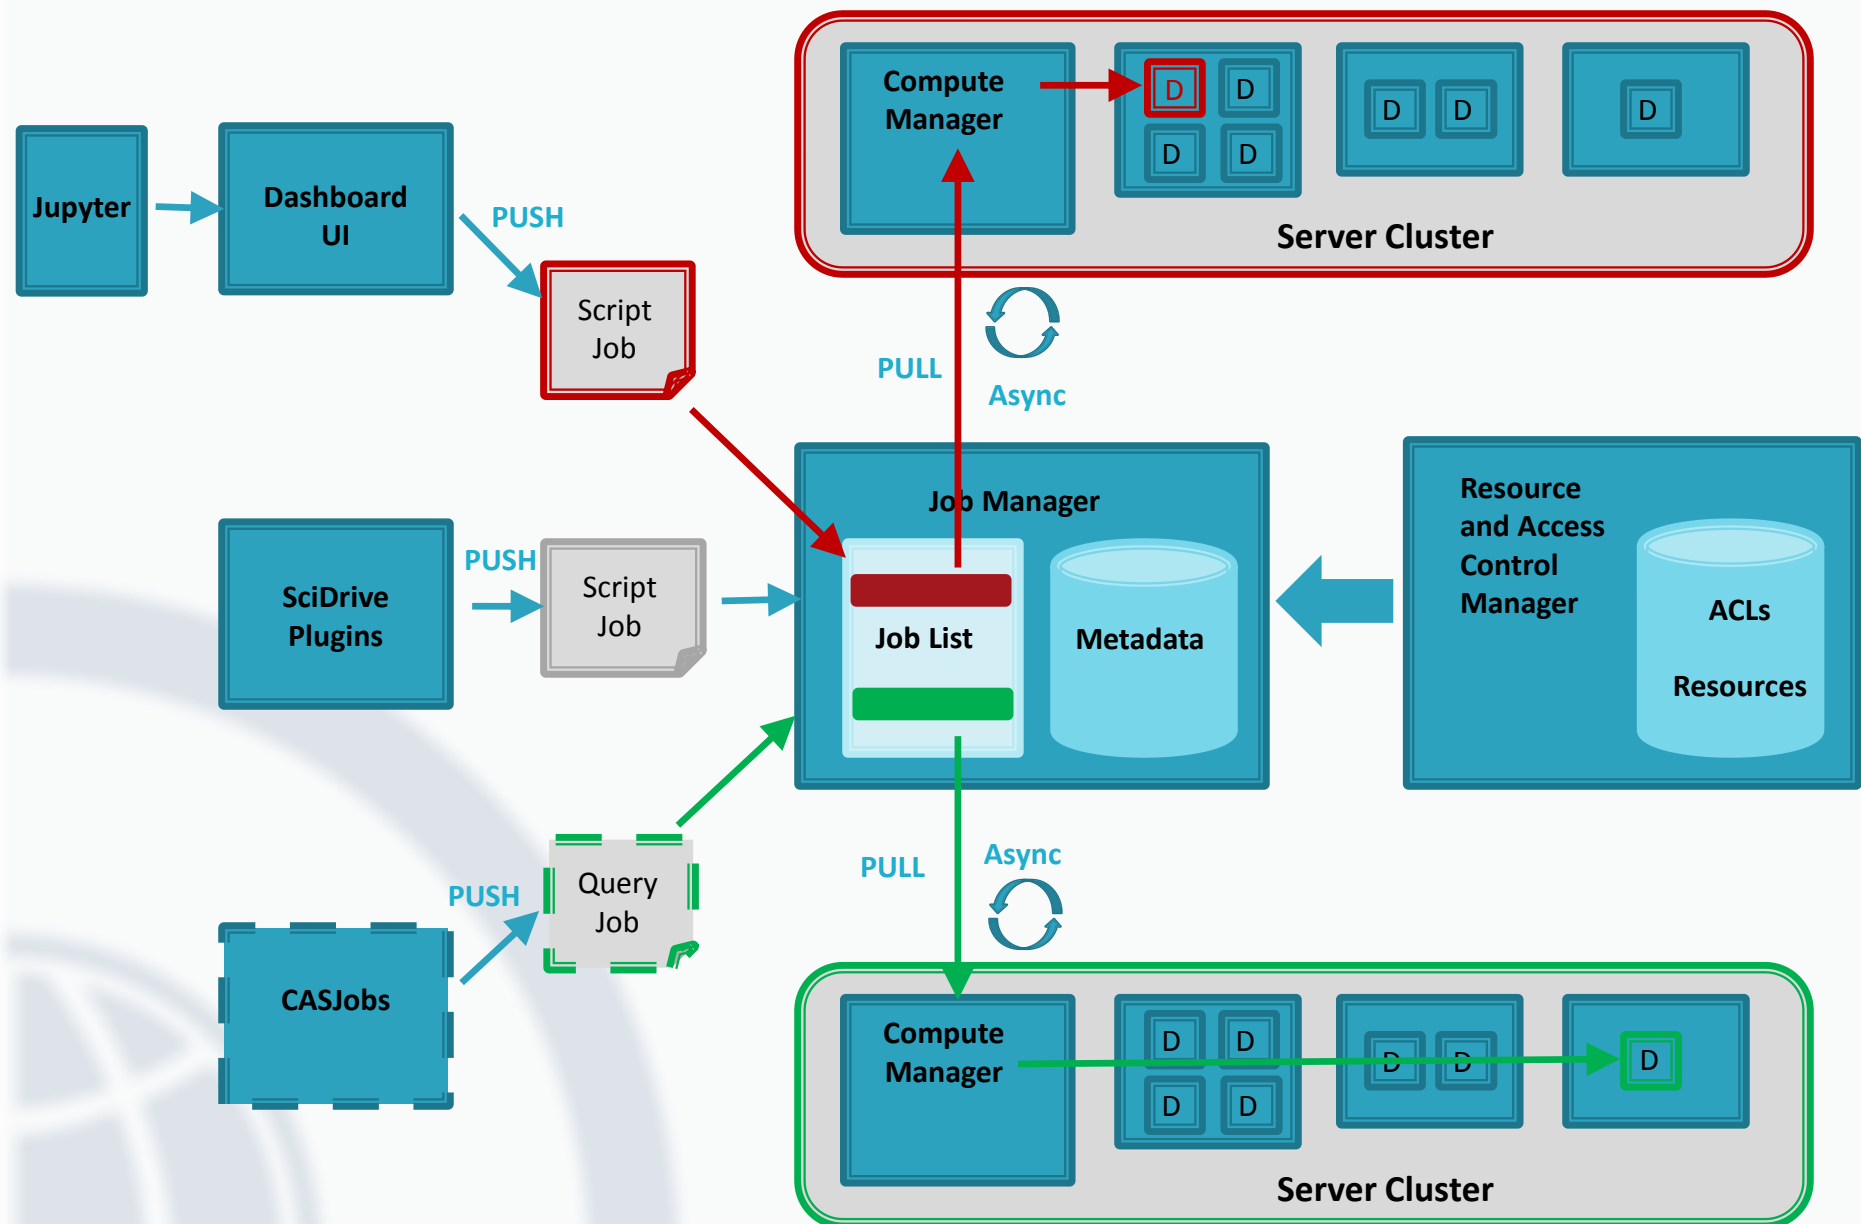 Compute
Manager
D
D
D
D
D
D
D
Server Cluster
Jupyter
Dashboard
UI
PUSH
Script
Job
PULL
Async
Job Manager
Job List
Metadata
Resource
and Access
Control
Manager
ACLs
Resources
SciDrive
Plugins
PUSH
Script
Job
CASJobs
PUSH
Query
Job
PULL
Async
Compute
Manager
D
D
D
D
D
D
D
Server Cluster